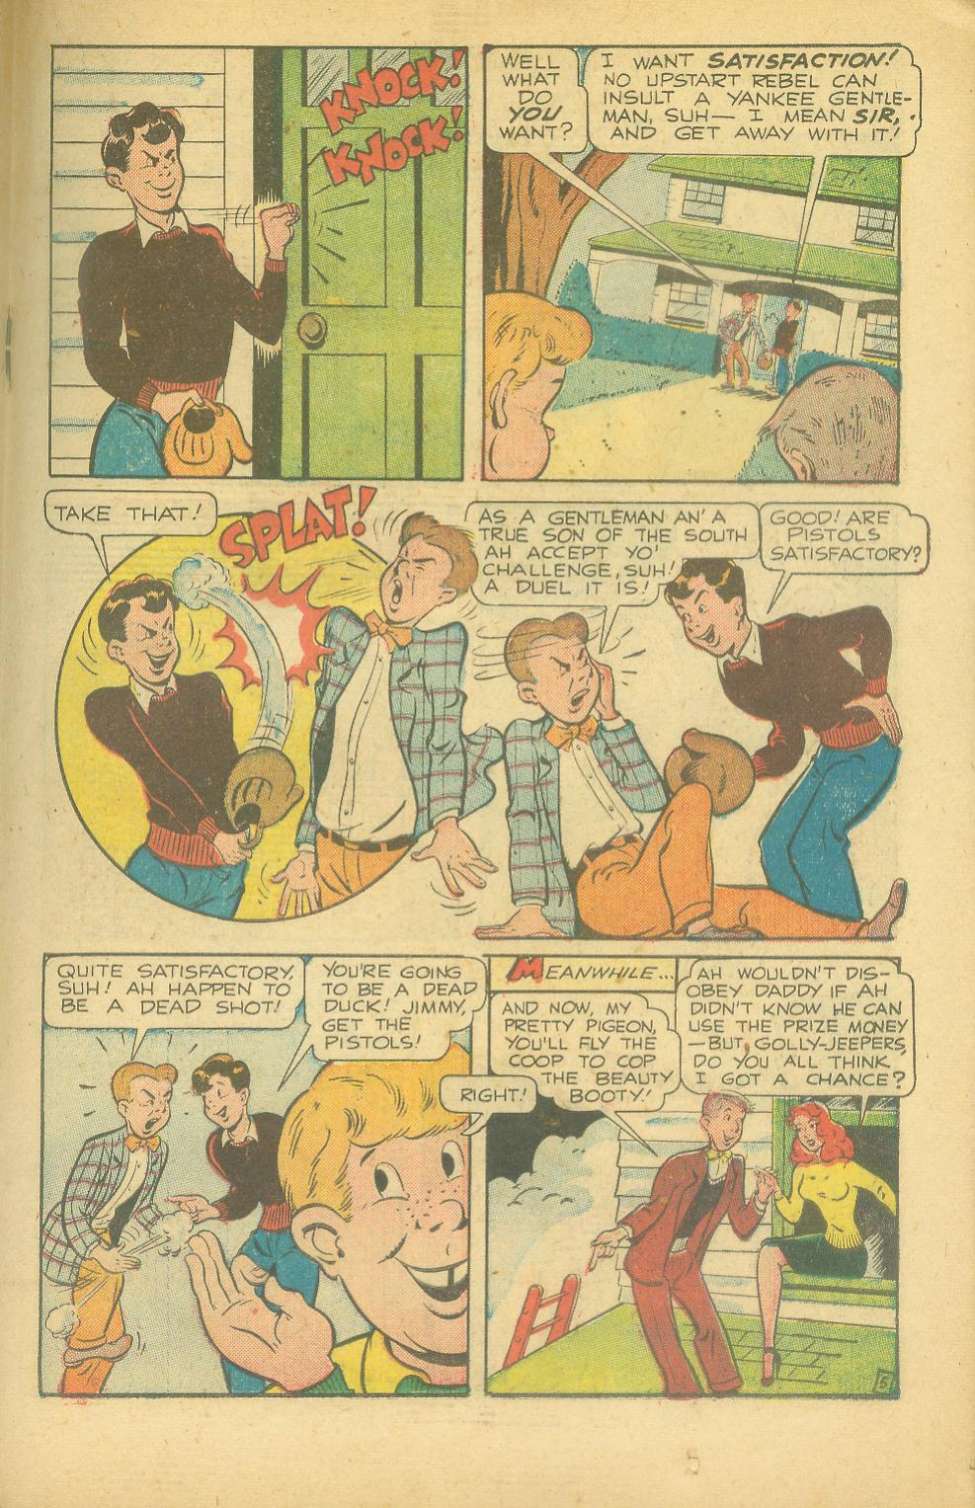 KNOCK!
KNOCK!
WELL
WHAT
DO
YOU
WANT?
I WANT SATISFACTION!
NO UPSTART REBEL CAN
INSULT A YANKEE GENTLE-
MAN, SUH— I MEAN SIR,
AND GET AWAY WITH IT!
TAKE THAT!
SPLAT!
AS A GENTLEMAN AN' A
TRUE SON OF THE SOUTH
AH ACCEPT YO'
CHALLENGE, SUH!
A DUEL IT IS!
GOOD! ARE
PISTOLS
SATISFACTORY?
QUITE SATISFACTORY,
SUH! AH HAPPEN TO
BE A DEAD SHOT!
YOU'RE GOING
TO BE A DEAD
DUCK! JIMMY,
GET THE
PISTOLS!
RIGHT!
MEANWHILE...
AND NOW, MY
PRETTY PIGEON,
YOU'LL FLY THE
COOP TO COP
THE BEAUTY
BOOTY!
AH WOULDN'T DIS-
OBEY DADDY IF AH
DIDN'T KNOW HE CAN
USE THE PRIZE MONEY
—BUT, GOLLY-JEEPERS,
DO YOU ALL THINK
I GOT A CHANCE?
6